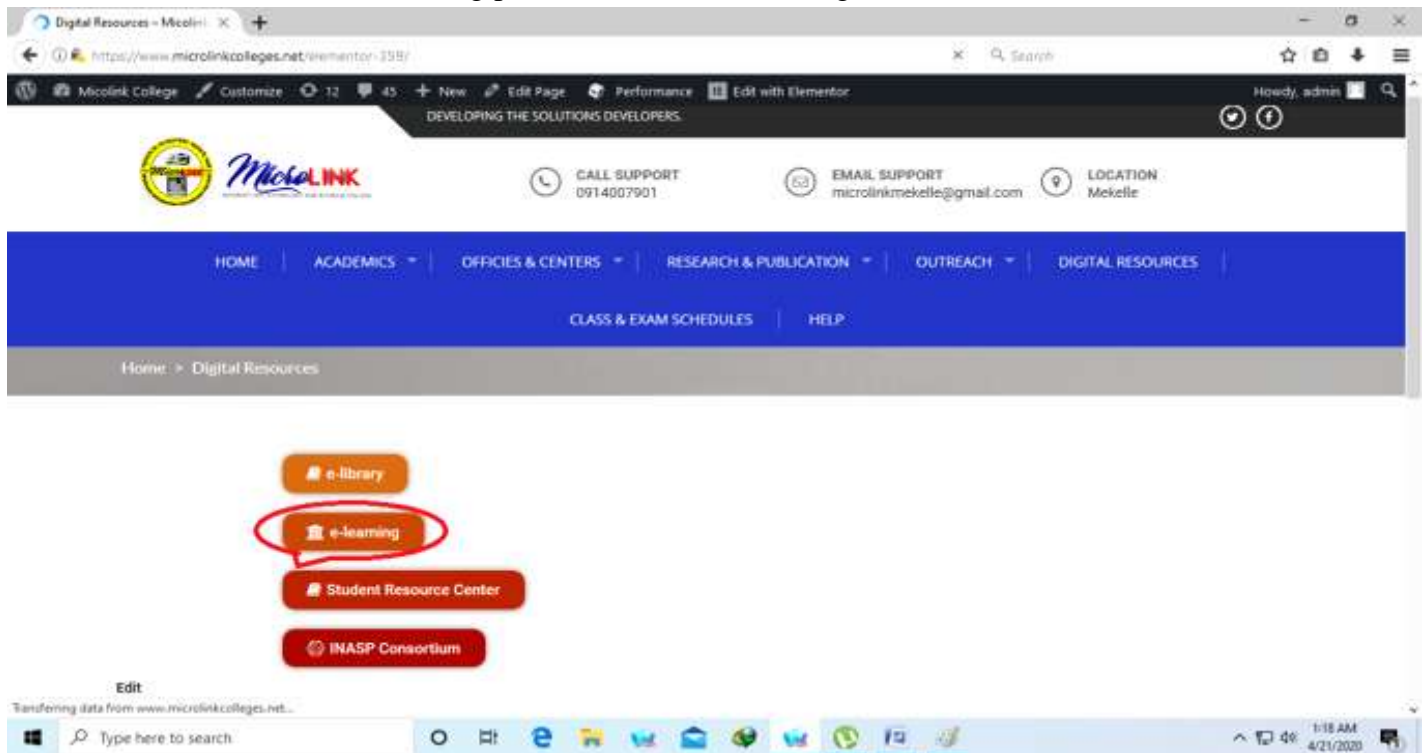 Digital Resources – Micolin
https://www.microlinkcolleges.net/elementor-359/
Search
Micolink College Customize 12 45 New Edit Page Performance Edit with Elementor Howdy, admin
DEVELOPING THE SOLUTIONS DEVELOPERS.
MicroLINK
CALL SUPPORT
0914007901
EMAIL SUPPORT
microlinkmekelle@gmail.com
LOCATION
Mekelle
HOME ACADEMICS OFFICIES & CENTERS RESEARCH & PUBLICATION OUTREACH DIGITAL RESOURCES
CLASS & EXAM SCHEDULES HELP
Home > Digital Resources
e-library
e-learning
Student Resource Center
INASP Consortium
Edit
Transferring data from www.microlinkcolleges.net...
Type here to search
1:18 AM
4/21/2020